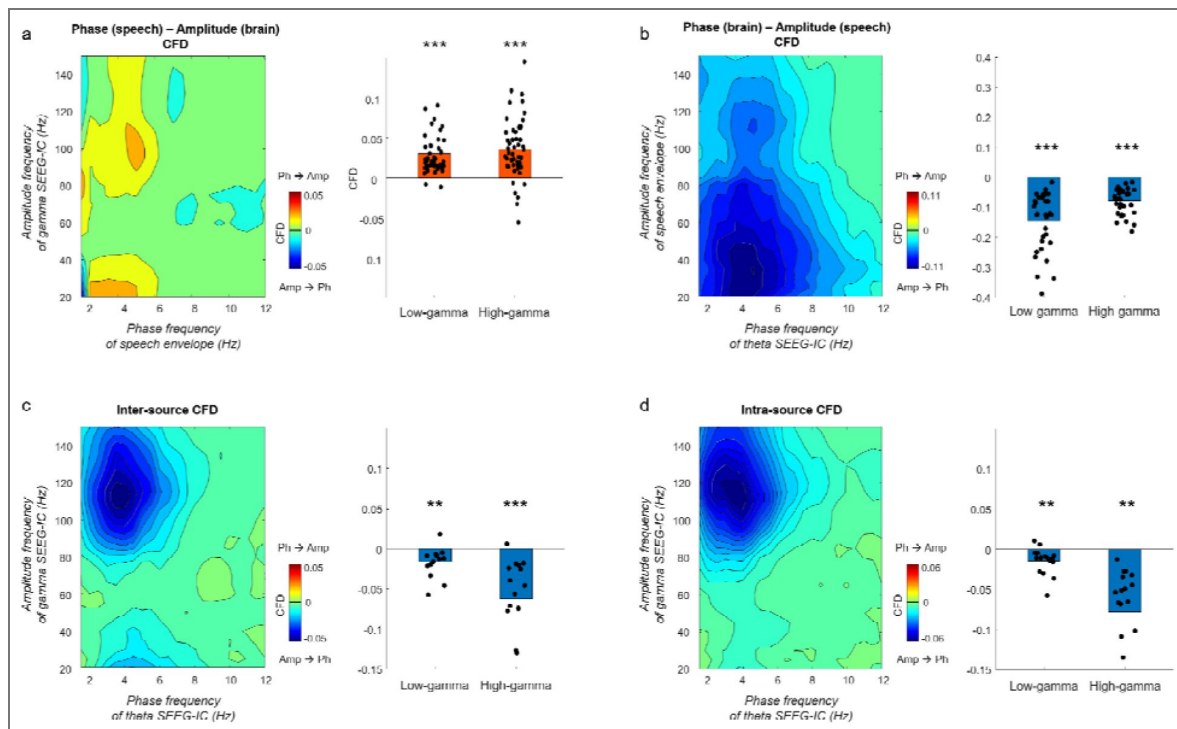 a
Phase (speech) – Amplitude (brain)
CFD
Amplitude frequency
of gamma SEEG-IC (Hz)
140
120
100
80
60
40
20
2 4 6 8 10 12
Phase frequency
of speech envelope (Hz)
Ph → Amp
0.05
0
-0.05
CFD
Amp → Ph
*** ***
CFD
0.1
0.05
0
-0.05
0.1
Low-gamma High-gamma
b
Phase (brain) – Amplitude (speech)
CFD
Amplitude frequency
of speech envelope (Hz)
140
120
100
80
60
40
20
2 4 6 8 10 12
Phase frequency
of theta SEEG-IC (Hz)
Ph → Amp
0.11
0
-0.11
CFD
Amp → Ph
0.4
0.3
0.2
0.1
0
-0.1
-0.2
-0.3
-0.4
*** ***
Low gamma High gamma
c
Inter-source CFD
Amplitude frequency
of gamma SEEG-IC (Hz)
140
120
100
80
60
40
20
2 4 6 8 10 12
Phase frequency
of theta SEEG-IC (Hz)
Ph → Amp
0.05
0
-0.05
CFD
Amp → Ph
0.1
0.05
0
-0.05
-0.1
-0.15
** ***
Low-gamma High-gamma
d
Intra-source CFD
Amplitude frequency
of gamma SEEG-IC (Hz)
140
120
100
80
60
40
20
2 4 6 8 10 12
Phase frequency
of theta SEEG-IC (Hz)
Ph → Amp
0.06
0
-0.06
CFD
Amp → Ph
0.1
0.05
0
-0.05
-0.1
-0.15
** **
Low-gamma High-gamma